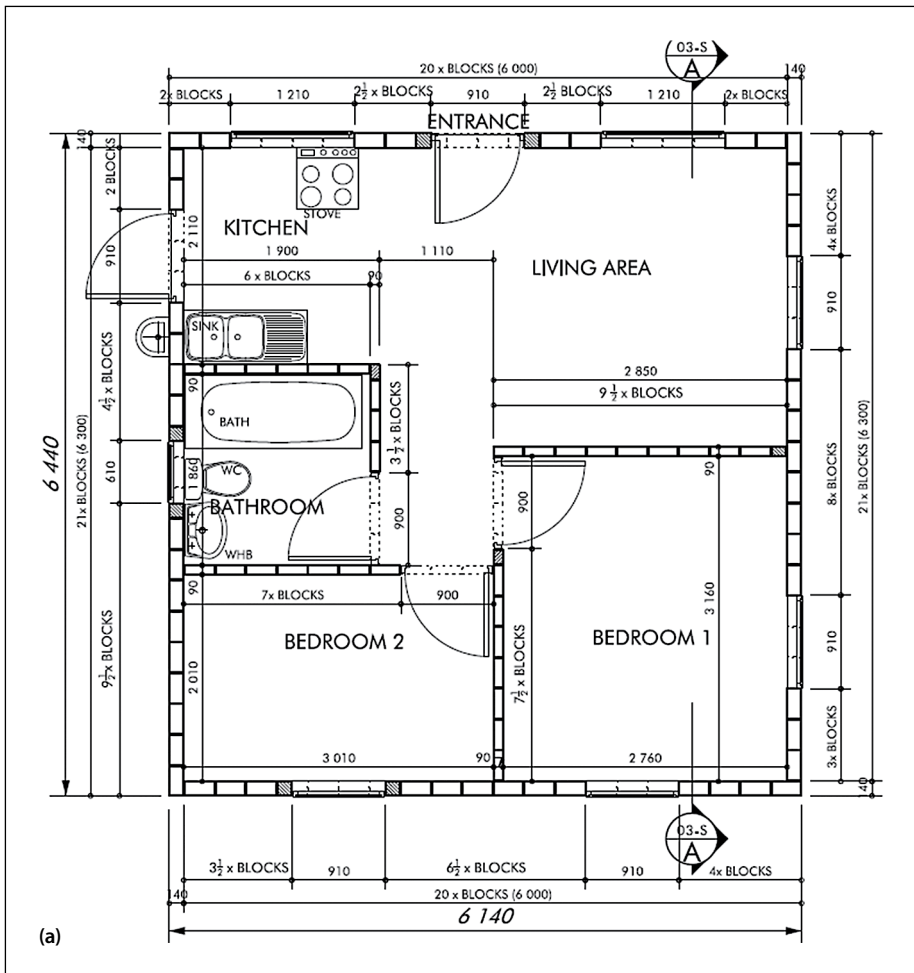 03-S
A
20 x BLOCKS (6 000)
140
2x BLOCKS
1 210
2½ x BLOCKS
910
2½ x BLOCKS
1 210
2x BLOCKS
ENTRANCE
140
2 BLOCKS
910
4½ x BLOCKS
610
9½ x BLOCKS
21x BLOCKS (6 300)
6 440
KITCHEN
STOVE
2 110
1 900
1 110
6 x BLOCKS
90
SINK
LIVING AREA
2 850
9 ½ x BLOCKS
4x BLOCKS
910
8x BLOCKS
910
3x BLOCKS
21x BLOCKS (6 300)
140
90
BATH
3 ½ x BLOCKS
WC
1 860
BATHROOM
WHB
900
90
900
90
7x BLOCKS
900
BEDROOM 2
2 010
3 010
90
7½ x BLOCKS
BEDROOM 1
3 160
2 760
3½ x BLOCKS
910
6½ x BLOCKS
910
4x BLOCKS
03-S
A
140
20 x BLOCKS (6 000)
6 140
(a)